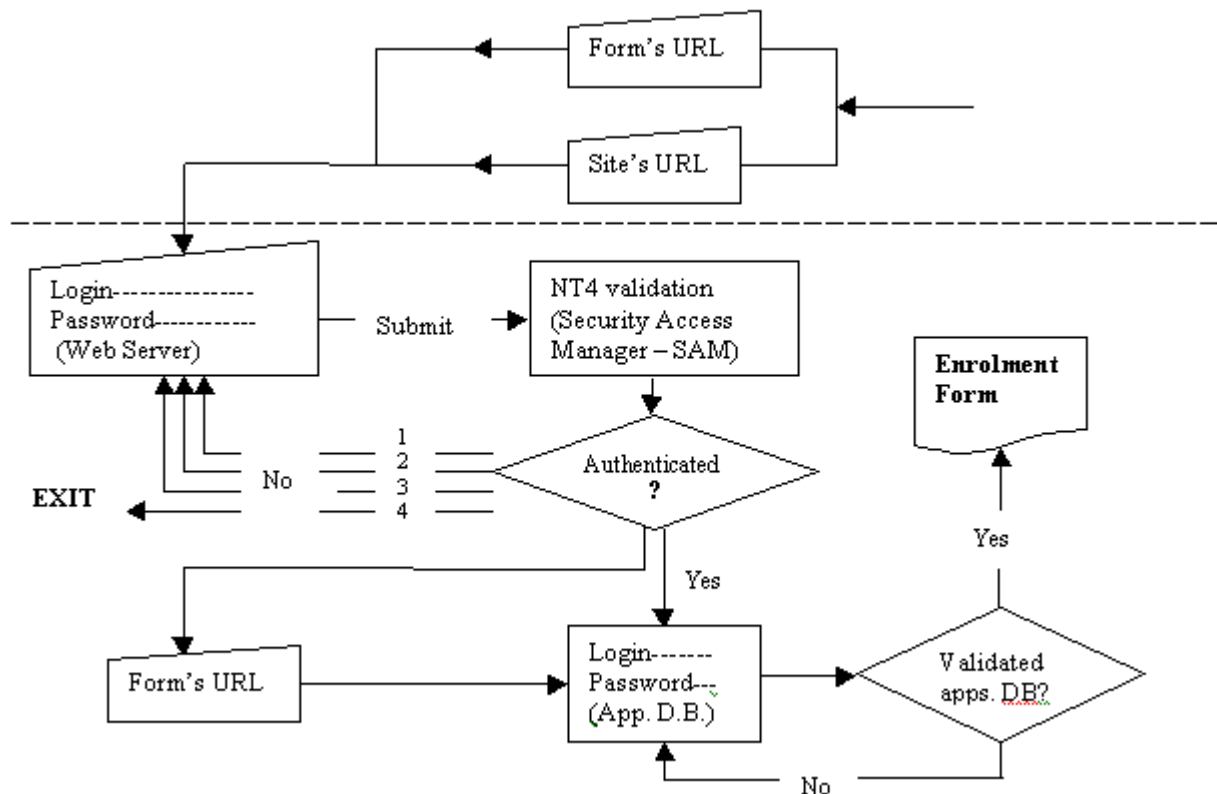 Form's URL
Site's URL
Login----------------
Password------------
(Web Server)
Submit
NT4 validation
(Security Access
Manager – SAM)
Enrolment
Form
1
2
3
4
No
EXIT
Authenticated
?
Yes
Yes
Form's URL
Login-------
Password---
(App. D.B.)
Validated
apps. DB?
No